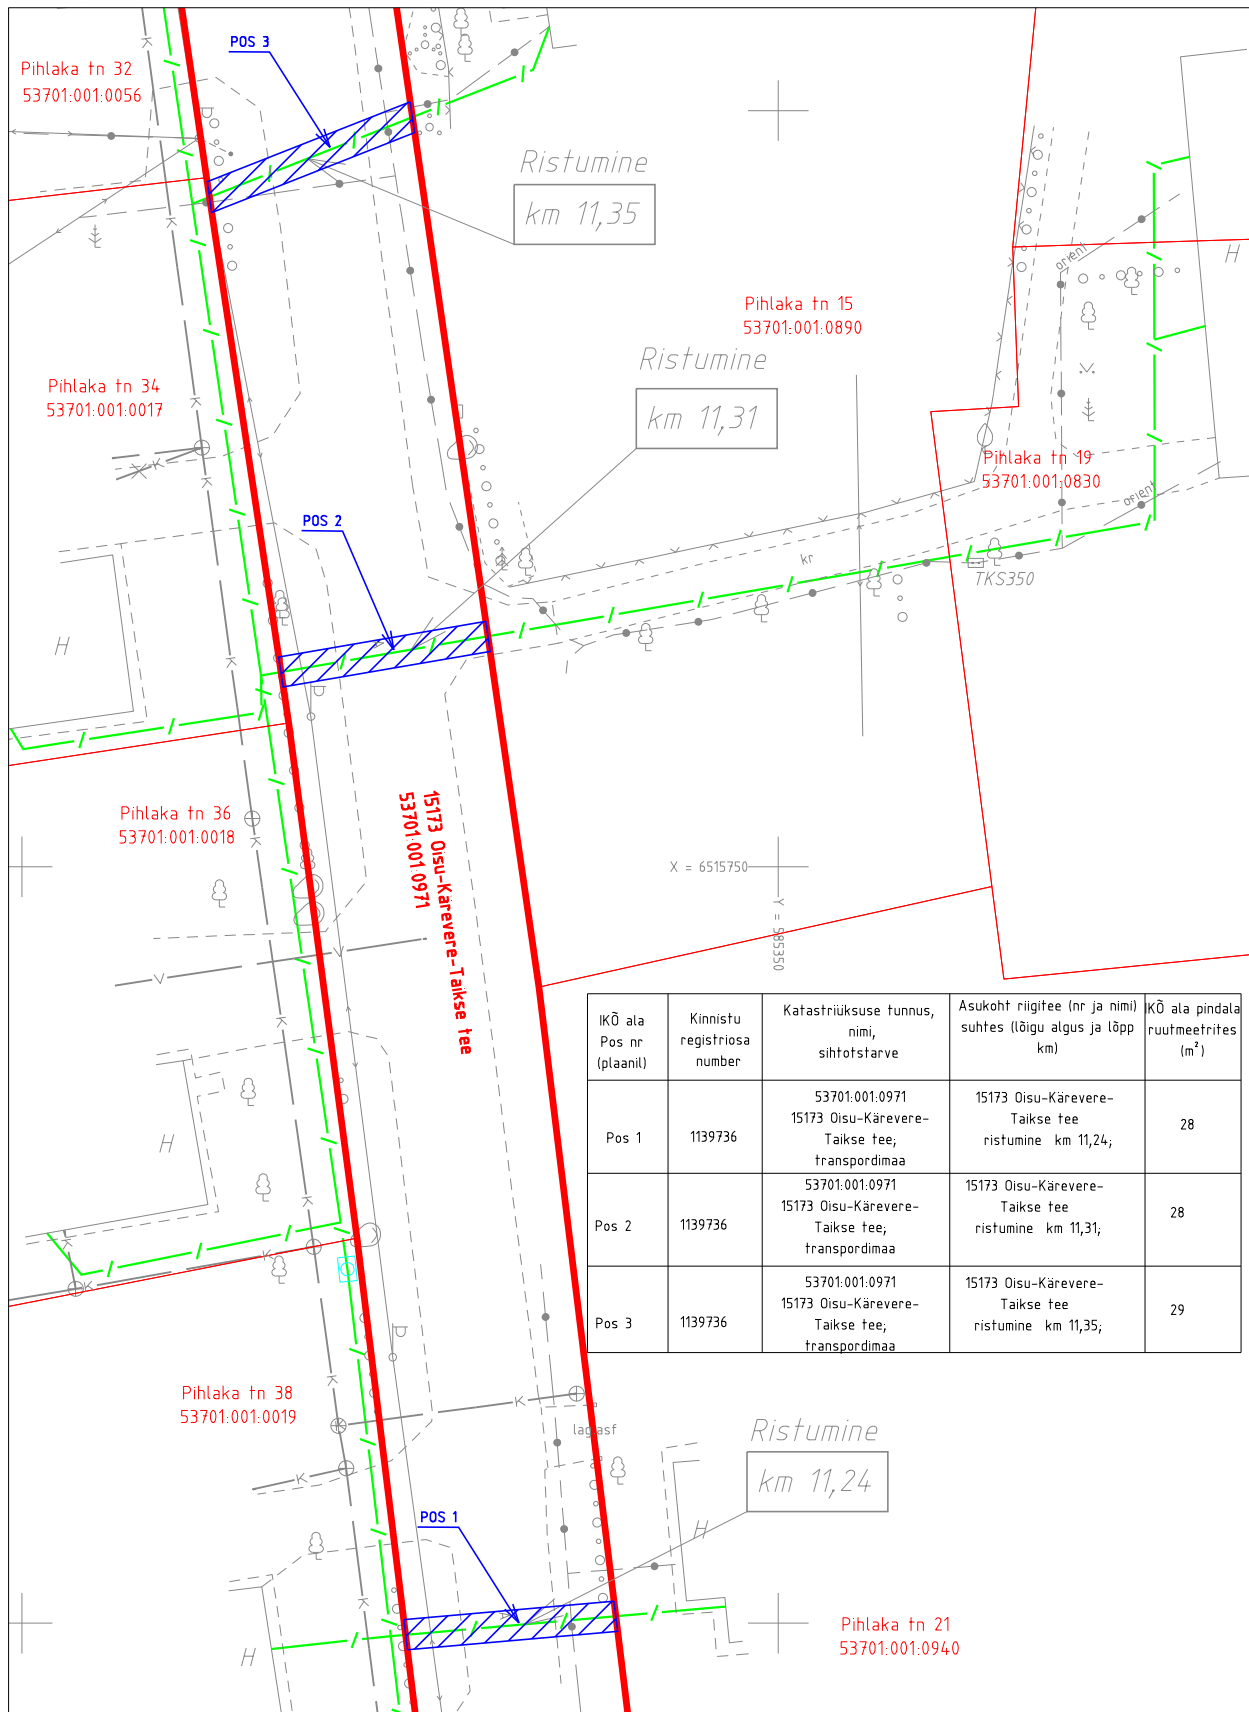 POS 3
Pihlaka tn 32
53701:001:0056
Ristumine
km 11,35
orient
H
Pihlaka tn 15
53701:001:0890
Ristumine
km 11,31
Pihlaka tn 34
53701:001:0017
Pihlaka tn 19
53701:001:0830
orient
POS 2
kr
TKS350
H
15173 Oisu-Kärevere-Taikse tee
53701:001:0971
Pihlaka tn 36
53701:001:0018
X = 6515750
Y = 585350
IKÕ ala
Pos nr
(plaanil)
Kinnistu
registriosa
number
Katastriüksuse tunnus,
nimi,
sihtotstarve
Asukoht riigitee (nr ja nimi)
suhtes (lõigu algus ja lõpp
km)
IKÕ ala pindala
ruutmeetrites
(m²)
Pos 1
1139736
53701:001:0971
15173 Oisu-Kärevere-
Taikse tee;
transpordimaa
15173 Oisu-Kärevere-
Taikse tee
ristumine km 11,24;
28
Pos 2
1139736
53701:001:0971
15173 Oisu-Kärevere-
Taikse tee;
transpordimaa
15173 Oisu-Kärevere-
Taikse tee
ristumine km 11,31;
28
Pos 3
1139736
53701:001:0971
15173 Oisu-Kärevere-
Taikse tee;
transpordimaa
15173 Oisu-Kärevere-
Taikse tee
ristumine km 11,35;
29
H
Pihlaka tn 38
53701:001:0019
Ristumine
km 11,24
POS 1
H
H
Pihlaka tn 21
53701:001:0940